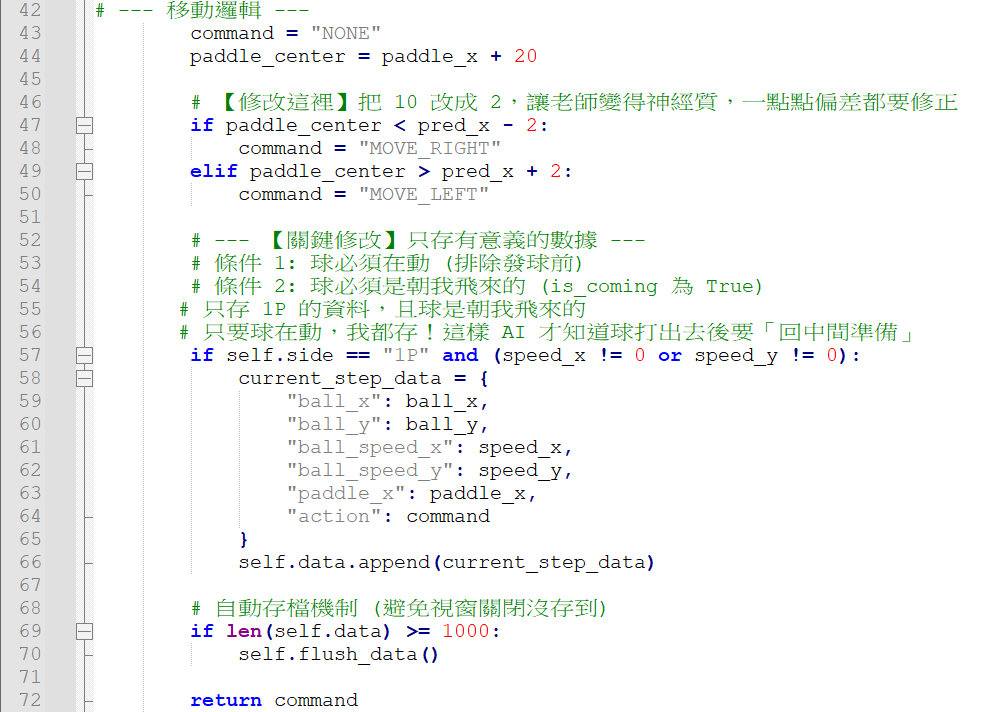 42 # --- 移動邏輯 ---
43 command = "NONE"
44 paddle_center = paddle_x + 20
45
46 # 【修改這裡】把 10 改成 2，讓老師變得神經質，一點點偏差都要修正
47 if paddle_center < pred_x - 2:
48 command = "MOVE_RIGHT"
49 elif paddle_center > pred_x + 2:
50 command = "MOVE_LEFT"
51
52 # --- 【關鍵修改】只存有意義的數據 ---
53 # 條件 1: 球必須在動 (排除發球前)
54 # 條件 2: 球必須是朝我飛來的 (is_coming 為 True)
55 # 只存 1P 的資料，且球是朝我飛來的
56 # 只要球在動，我都存！這樣 AI 才知道球打出去後要「回中間準備」
57 if self.side == "1P" and (speed_x != 0 or speed_y != 0):
58 current_step_data = {
59 "ball_x": ball_x,
60 "ball_y": ball_y,
61 "ball_speed_x": speed_x,
62 "ball_speed_y": speed_y,
63 "paddle_x": paddle_x,
64 "action": command
65 }
66 self.data.append(current_step_data)
67
68 # 自動存檔機制 (避免視窗關閉沒存到)
69 if len(self.data) >= 1000:
70 self.flush_data()
71
72 return command